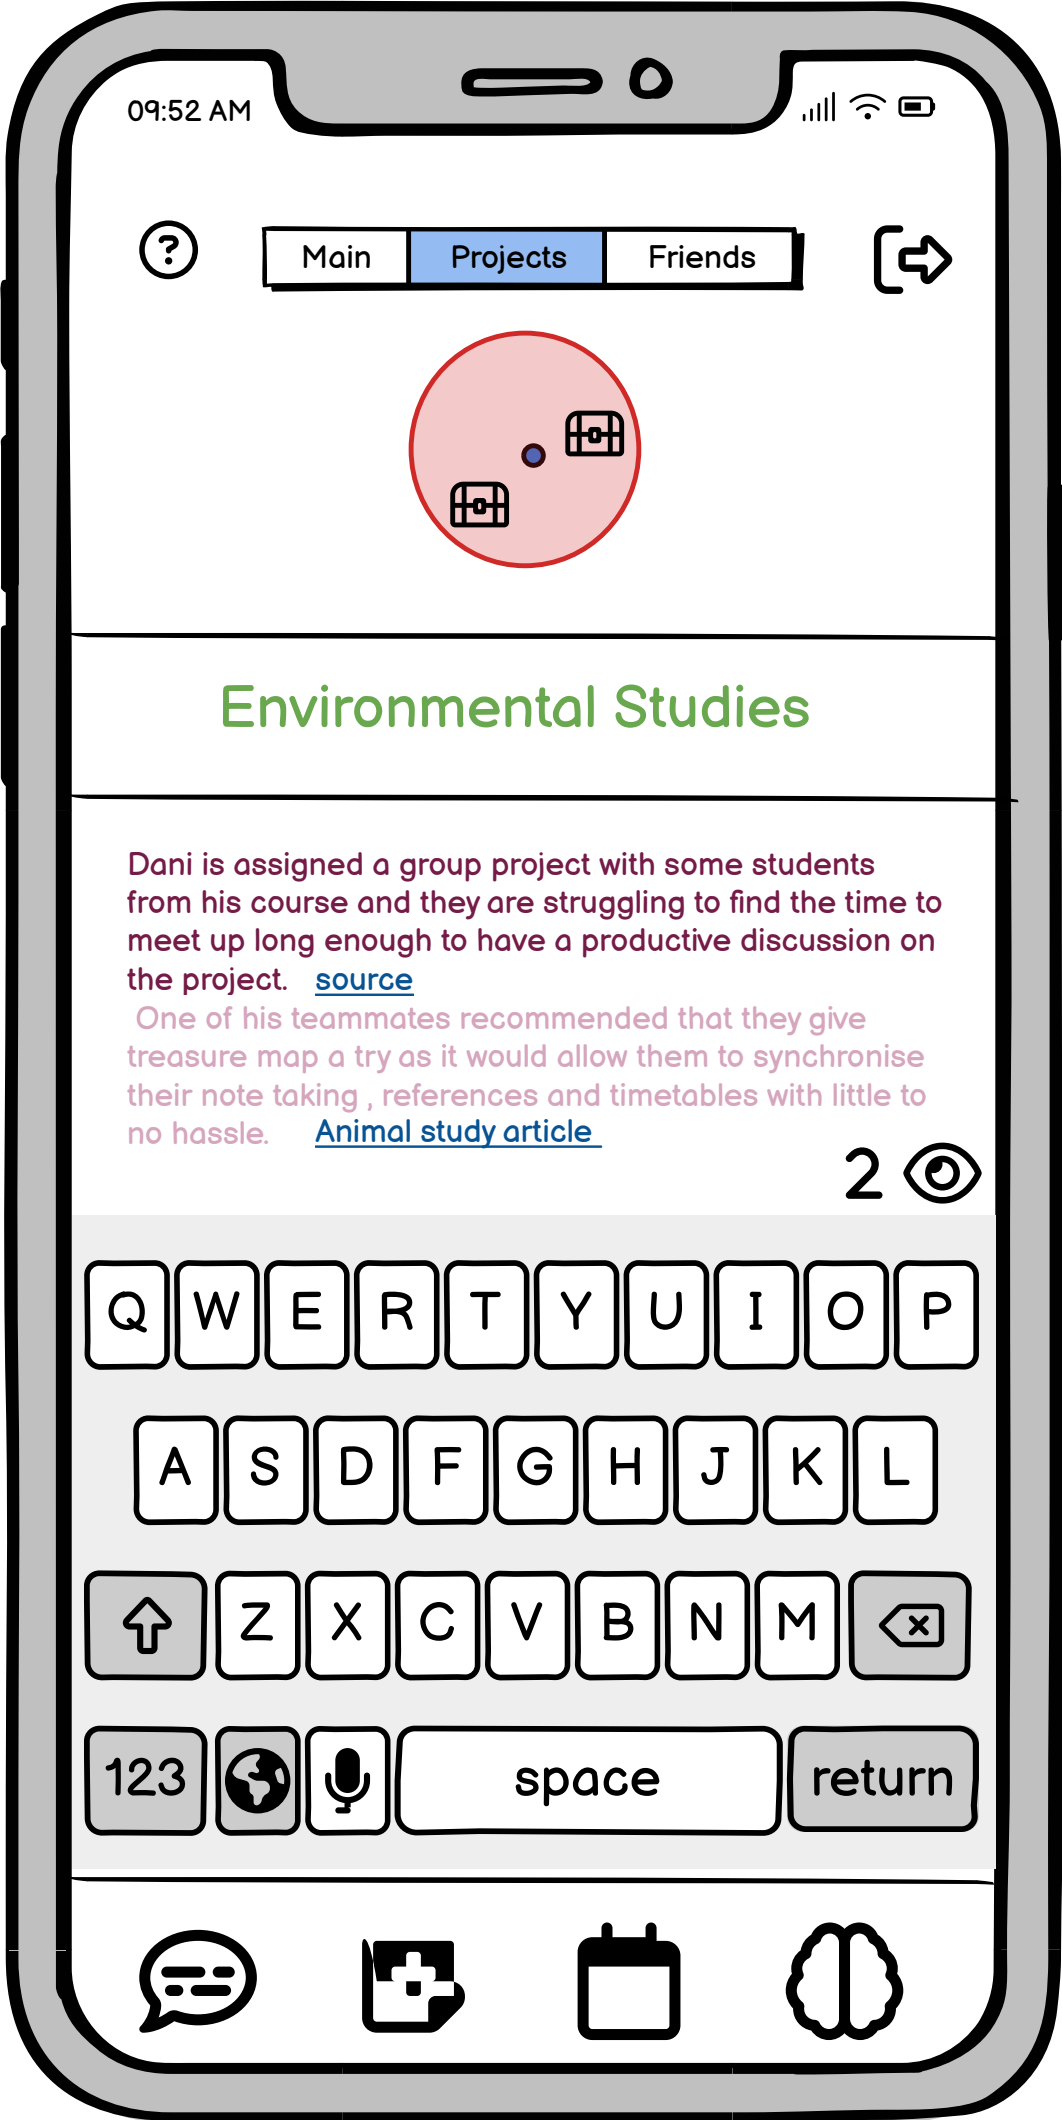 09:52 AM
?
Main Projects Friends
Environmental Studies
Dani is assigned a group project with some students
from his course and they are struggling to find the time to
meet up long enough to have a productive discussion on
the project. source
One of his teammates recommended that they give
treasure map a try as it would allow them to synchronise
their note taking , references and timetables with little to
no hassle. Animal study article
2
Q W E R T Y U I O P
A S D F G H J K L
Z X C V B N M
123 space return